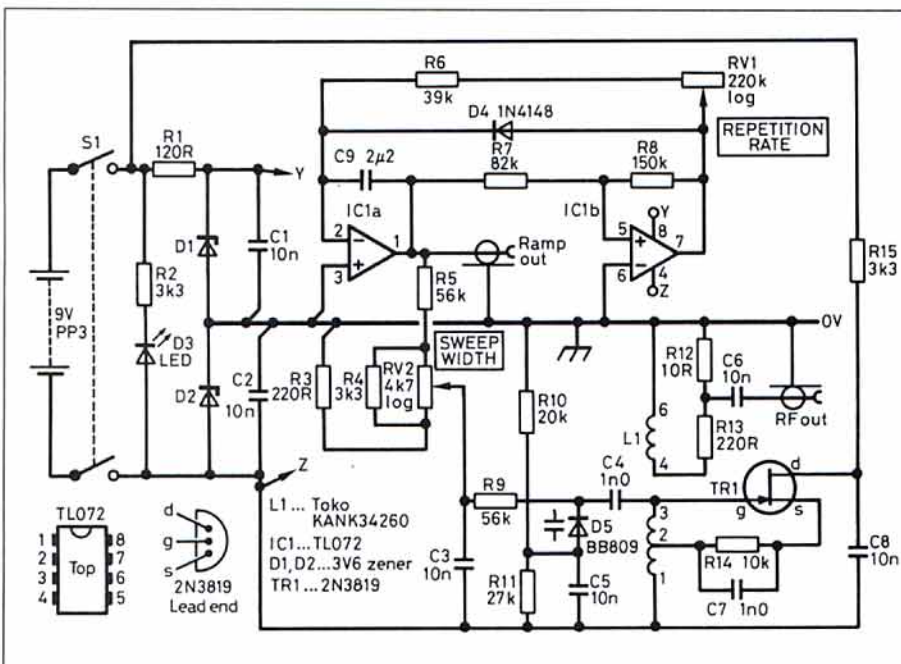 S1
R1
120R
Y
R2
3k3
9V
PP3
D3
LED
D1
D2
C1
10n
C2
10n
Z
R6
39k
RV1
220k
log
D4 1N4148
REPETITION
RATE
C9
2µ2
R7
82k
R8
150k
IC1a
2
-
+
3
1
Ramp
out
IC1b
5
+
-
6
Y
8
7
4
Z
R5
56k
R15
3k3
0V
SWEEP
WIDTH
R3
220R
R4
3k3
RV2
4k7
log
R10
20k
R12
10R
C6
10n
RF out
6
L1
4
R13
220R
R9
56k
C4
1n0
D5
BB809
TR1
d
g
s
3
2
1
R14
10k
C7
1n0
C3
10n
R11
27k
C5
10n
C8
10n
TL072
1
2
3
4
Top
8
7
6
5
d
g
s
2N3819
Lead end
L1 ... Toko
KANK34260
IC1...TL072
D1, D2...3V6 zener
TR1...2N3819